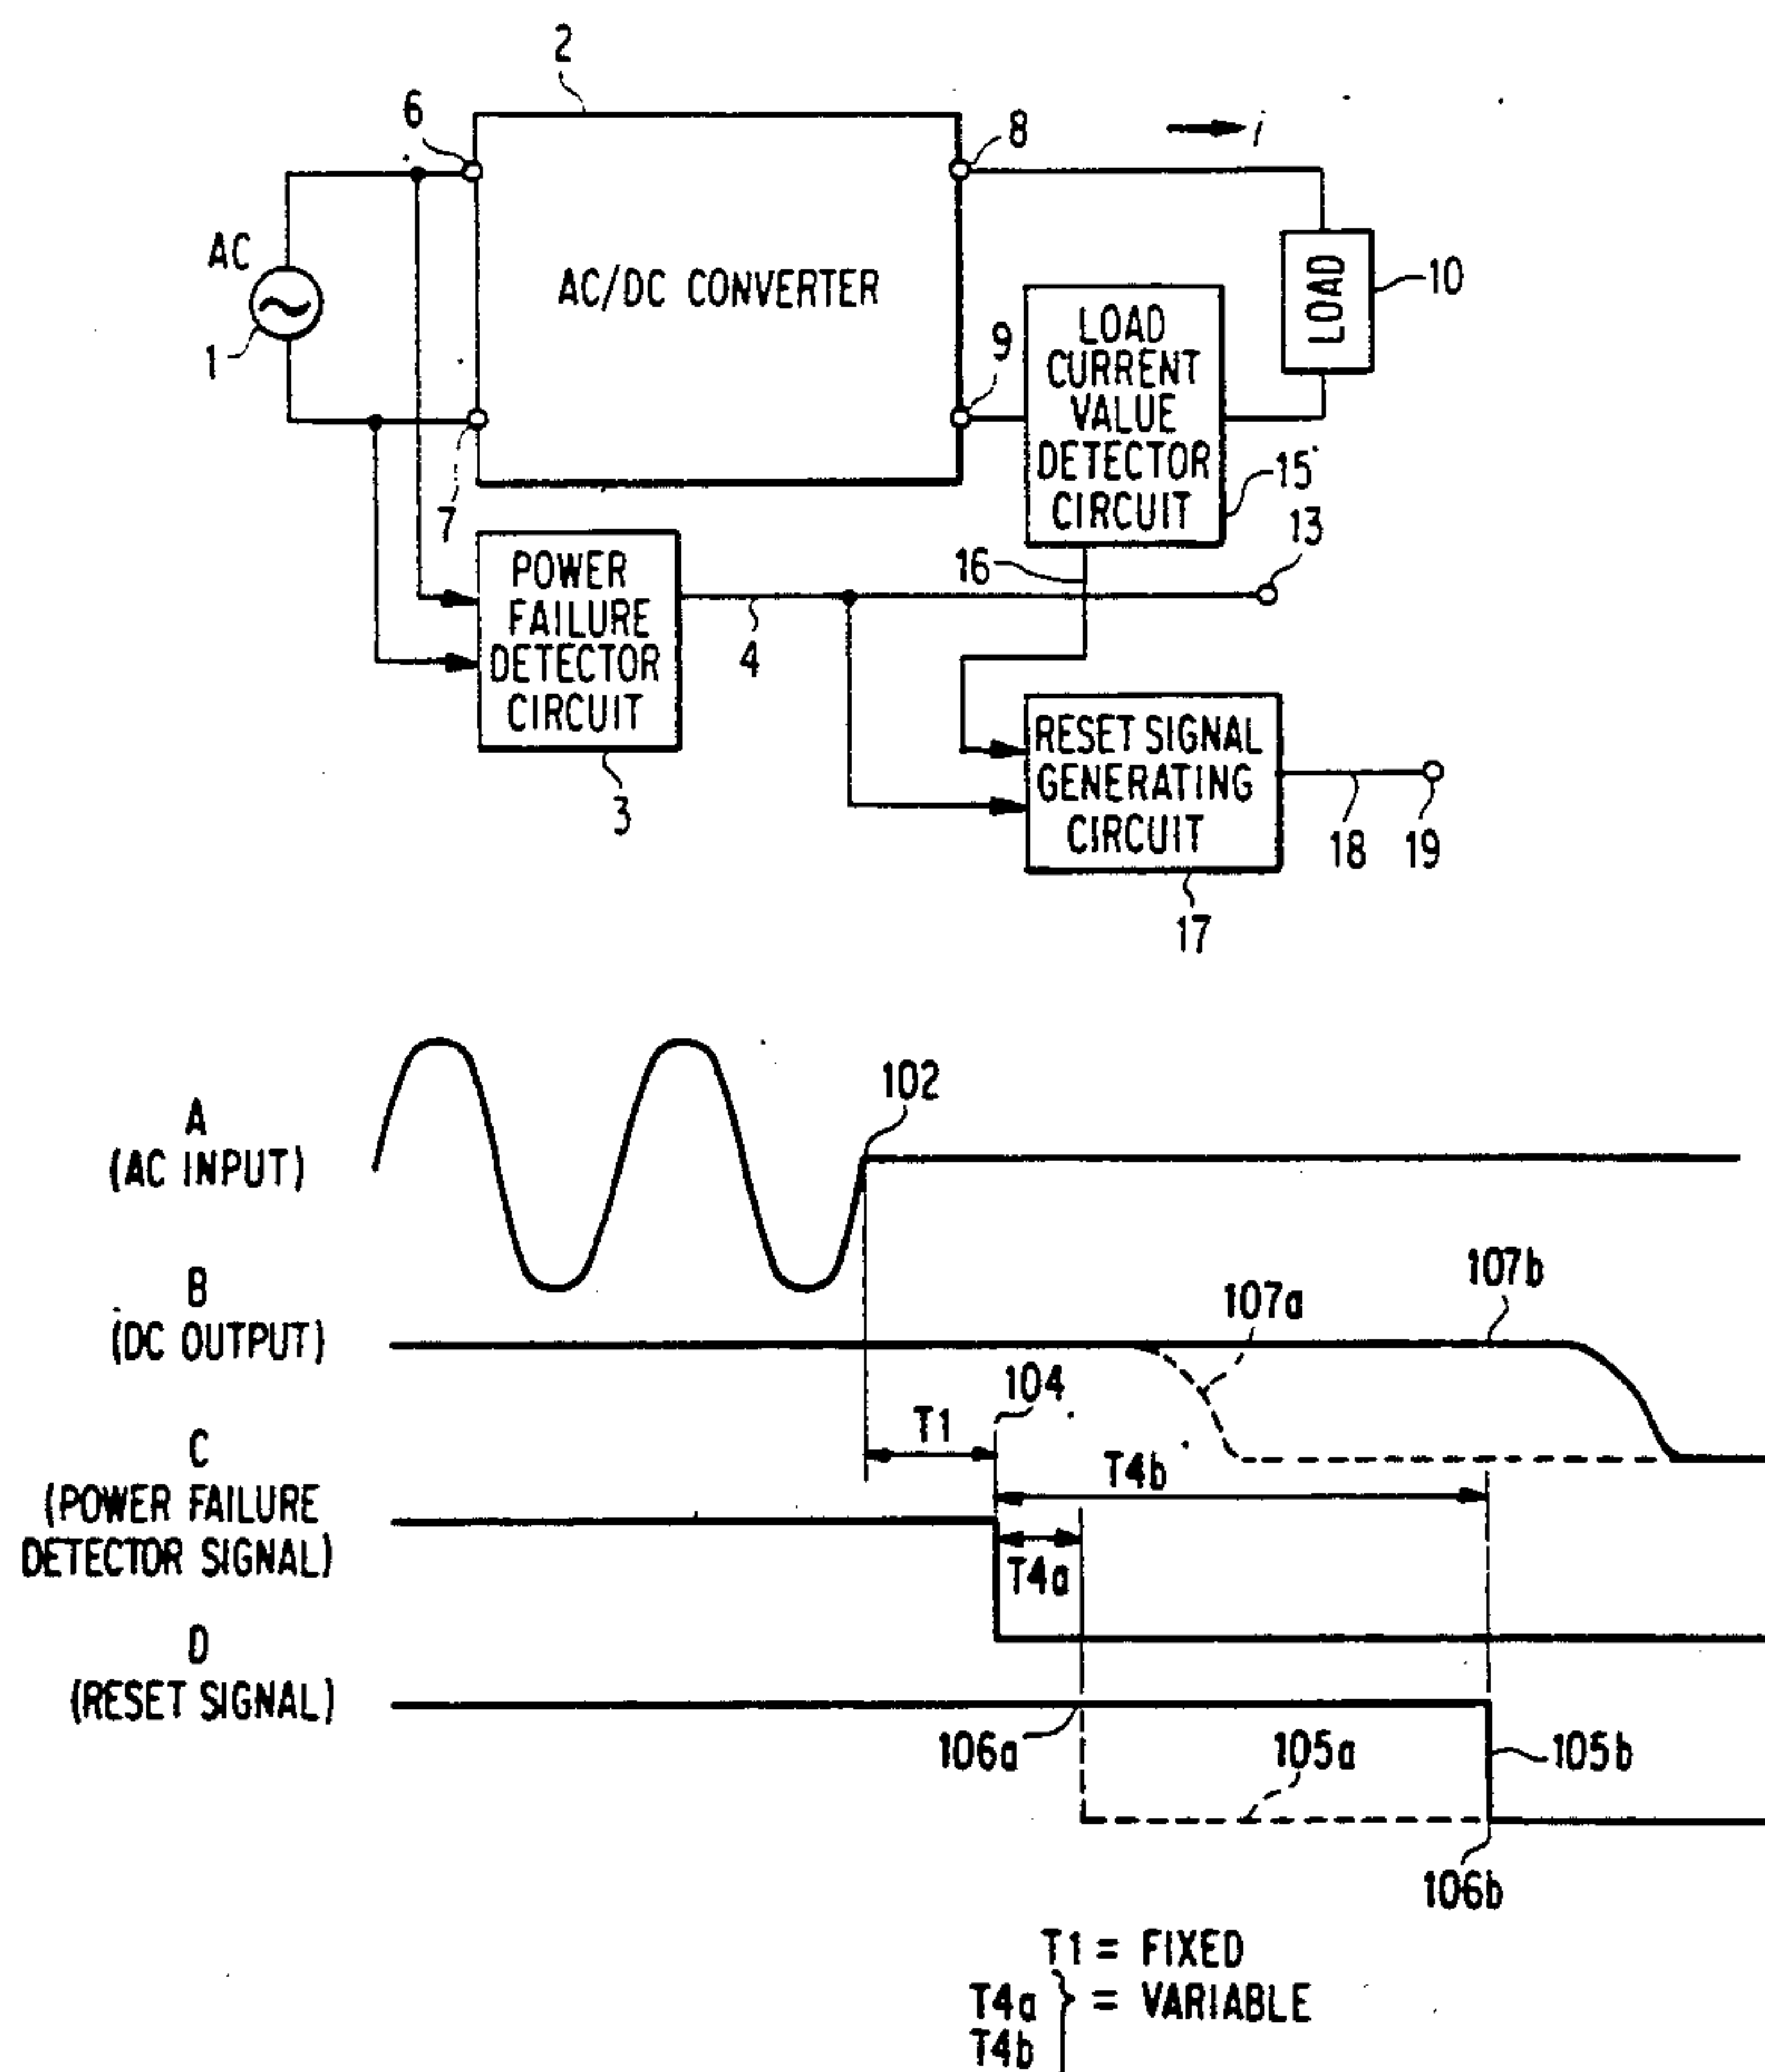 2
6
8
i
AC
1
AC/DC CONVERTER
LOAD
10
9
LOAD
CURRENT
VALUE
DETECTOR
CIRCUIT
15
7
13
16
POWER
FAILURE
DETECTOR
CIRCUIT
4
3
RESET SIGNAL
GENERATING
CIRCUIT
18
19
17
102
A
(AC INPUT)
B
(DC OUTPUT)
107a
107b
104
T1
C
(POWER FAILURE
DETECTOR SIGNAL)
T4b
T4a
D
(RESET SIGNAL)
106a
105a
105b
106b
T1 = FIXED
T4a } = VARIABLE
T4b